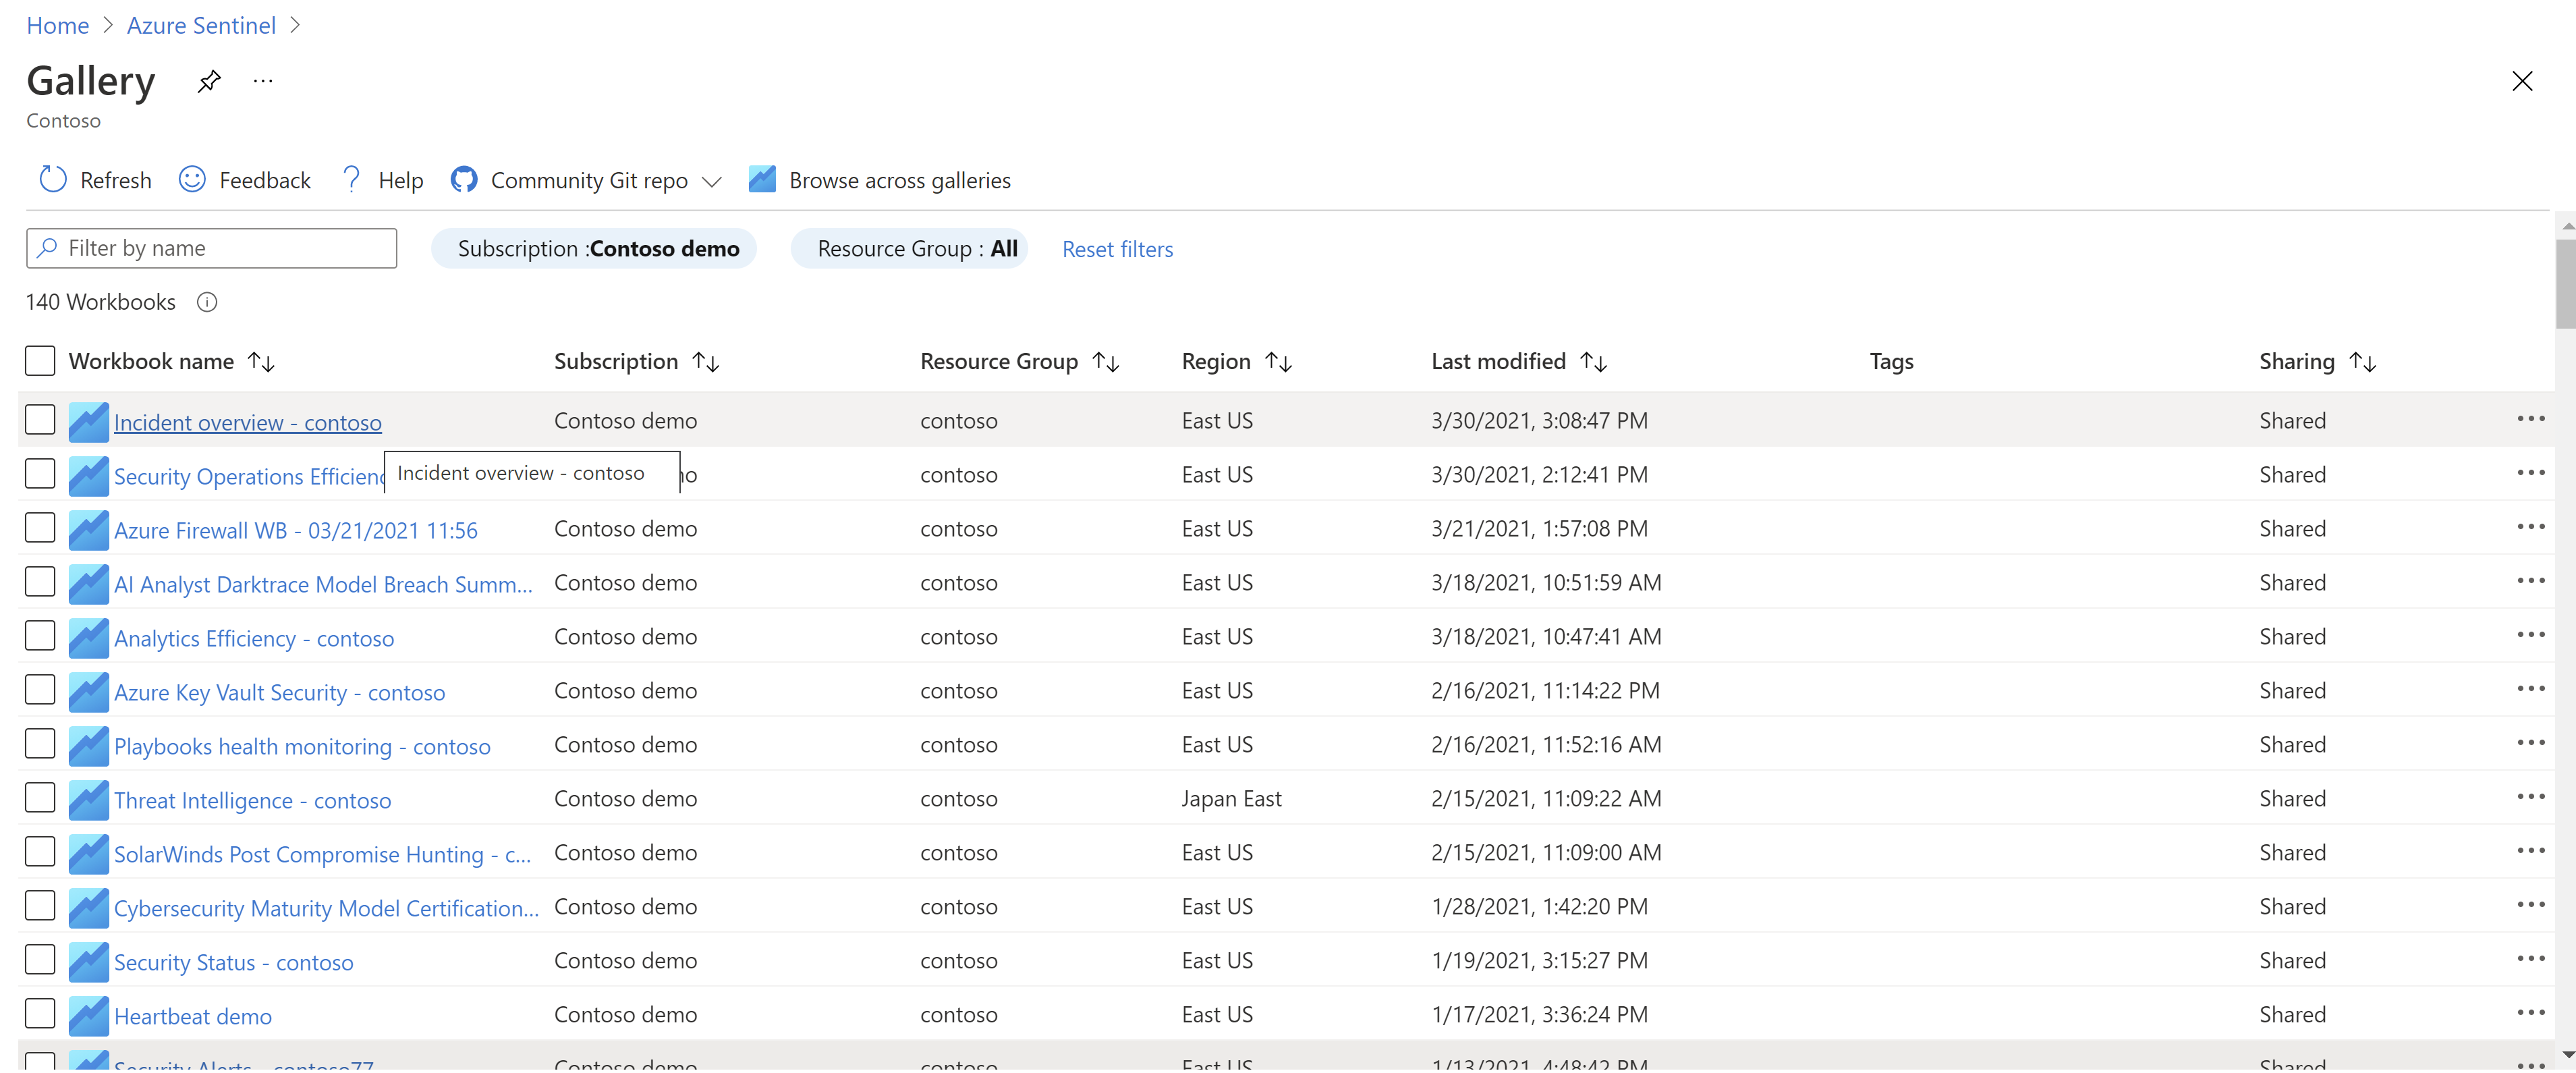 Home > Azure Sentinel >
Gallery ...
Contoso
Refresh Feedback ? Help Community Git repo Browse across galleries
Filter by name Subscription :Contoso demo Resource Group : All Reset filters
140 Workbooks
Workbook name Subscription Resource Group Region Last modified Tags Sharing
Incident overview - contoso Contoso demo contoso East US 3/30/2021, 3:08:47 PM Shared ...
Incident overview - contoso
Security Operations contoso East US 3/30/2021, 2:12:41 PM Shared ...
Azure Firewall WB - 03/21/2021 11:56 Contoso demo contoso East US 3/21/2021, 1:57:08 PM Shared ...
AI Analyst Darktrace Model Breach Summ... Contoso demo contoso East US 3/18/2021, 10:51:59 AM Shared ...
Analytics Efficiency - contoso Contoso demo contoso East US 3/18/2021, 10:47:41 AM Shared ...
Azure Key Vault Security - contoso Contoso demo contoso East US 2/16/2021, 11:14:22 PM Shared ...
Playbooks health monitoring - contoso Contoso demo contoso East US 2/16/2021, 11:52:16 AM Shared ...
Threat Intelligence - contoso Contoso demo contoso Japan East 2/15/2021, 11:09:22 AM Shared ...
SolarWinds Post Compromise Hunting - c... Contoso demo contoso East US 2/15/2021, 11:09:00 AM Shared ...
Cybersecurity Maturity Model Certification... Contoso demo contoso East US 1/28/2021, 1:42:20 PM Shared ...
Security Status - contoso Contoso demo contoso East US 1/19/2021, 3:15:27 PM Shared ...
Heartbeat demo Contoso demo contoso East US 1/17/2021, 3:36:24 PM Shared ...
Security Alerts - contoso77 Contoso demo contoso East US 1/13/2021, 4:48:42 PM Shared ...